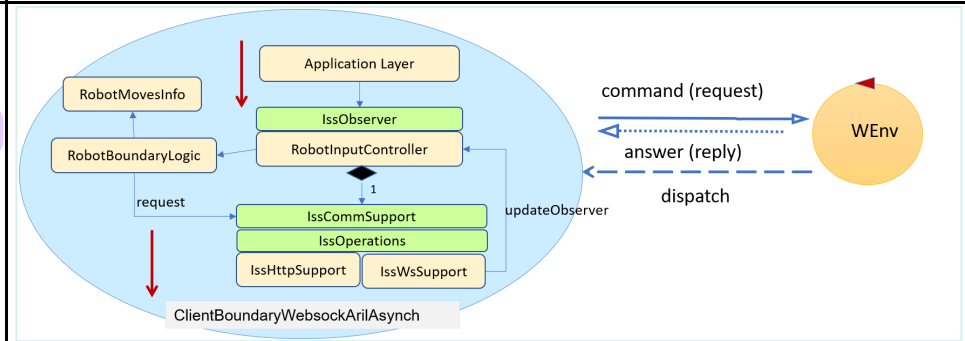 Application Layer
RobotMovesInfo
IssObserver
RobotBoundaryLogic
RobotInputController
1
request
IssCommSupport
updateObserver
IssOperations
IssHttpSupport
IssWsSupport
ClientBoundaryWebsockArilAsynch
command (request)
answer (reply)
dispatch
WEnv